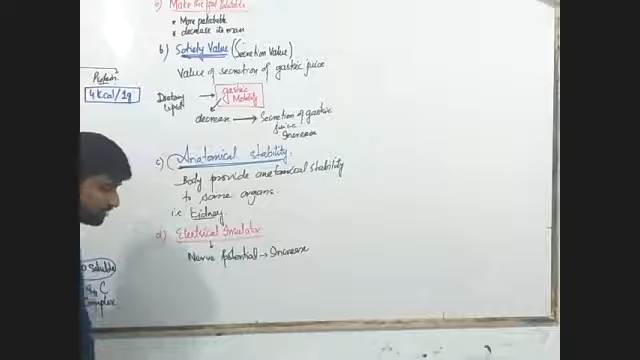 Make the food Palatable
• More palatable
• decrease its mass
b) Satiety Value (Secretion Value)
Value of secretion of gastric juice
Protein
4 Kcal/1g
Dietary lipid → gastric Motility
decrease → Secretion of gastric juice Increase
c) Anatomical stability
Body provide anatomical stability
to some organs
i.e kidney
d) Electrical Insulator
Nerve Potential → Increase
Soluble
C
Complex